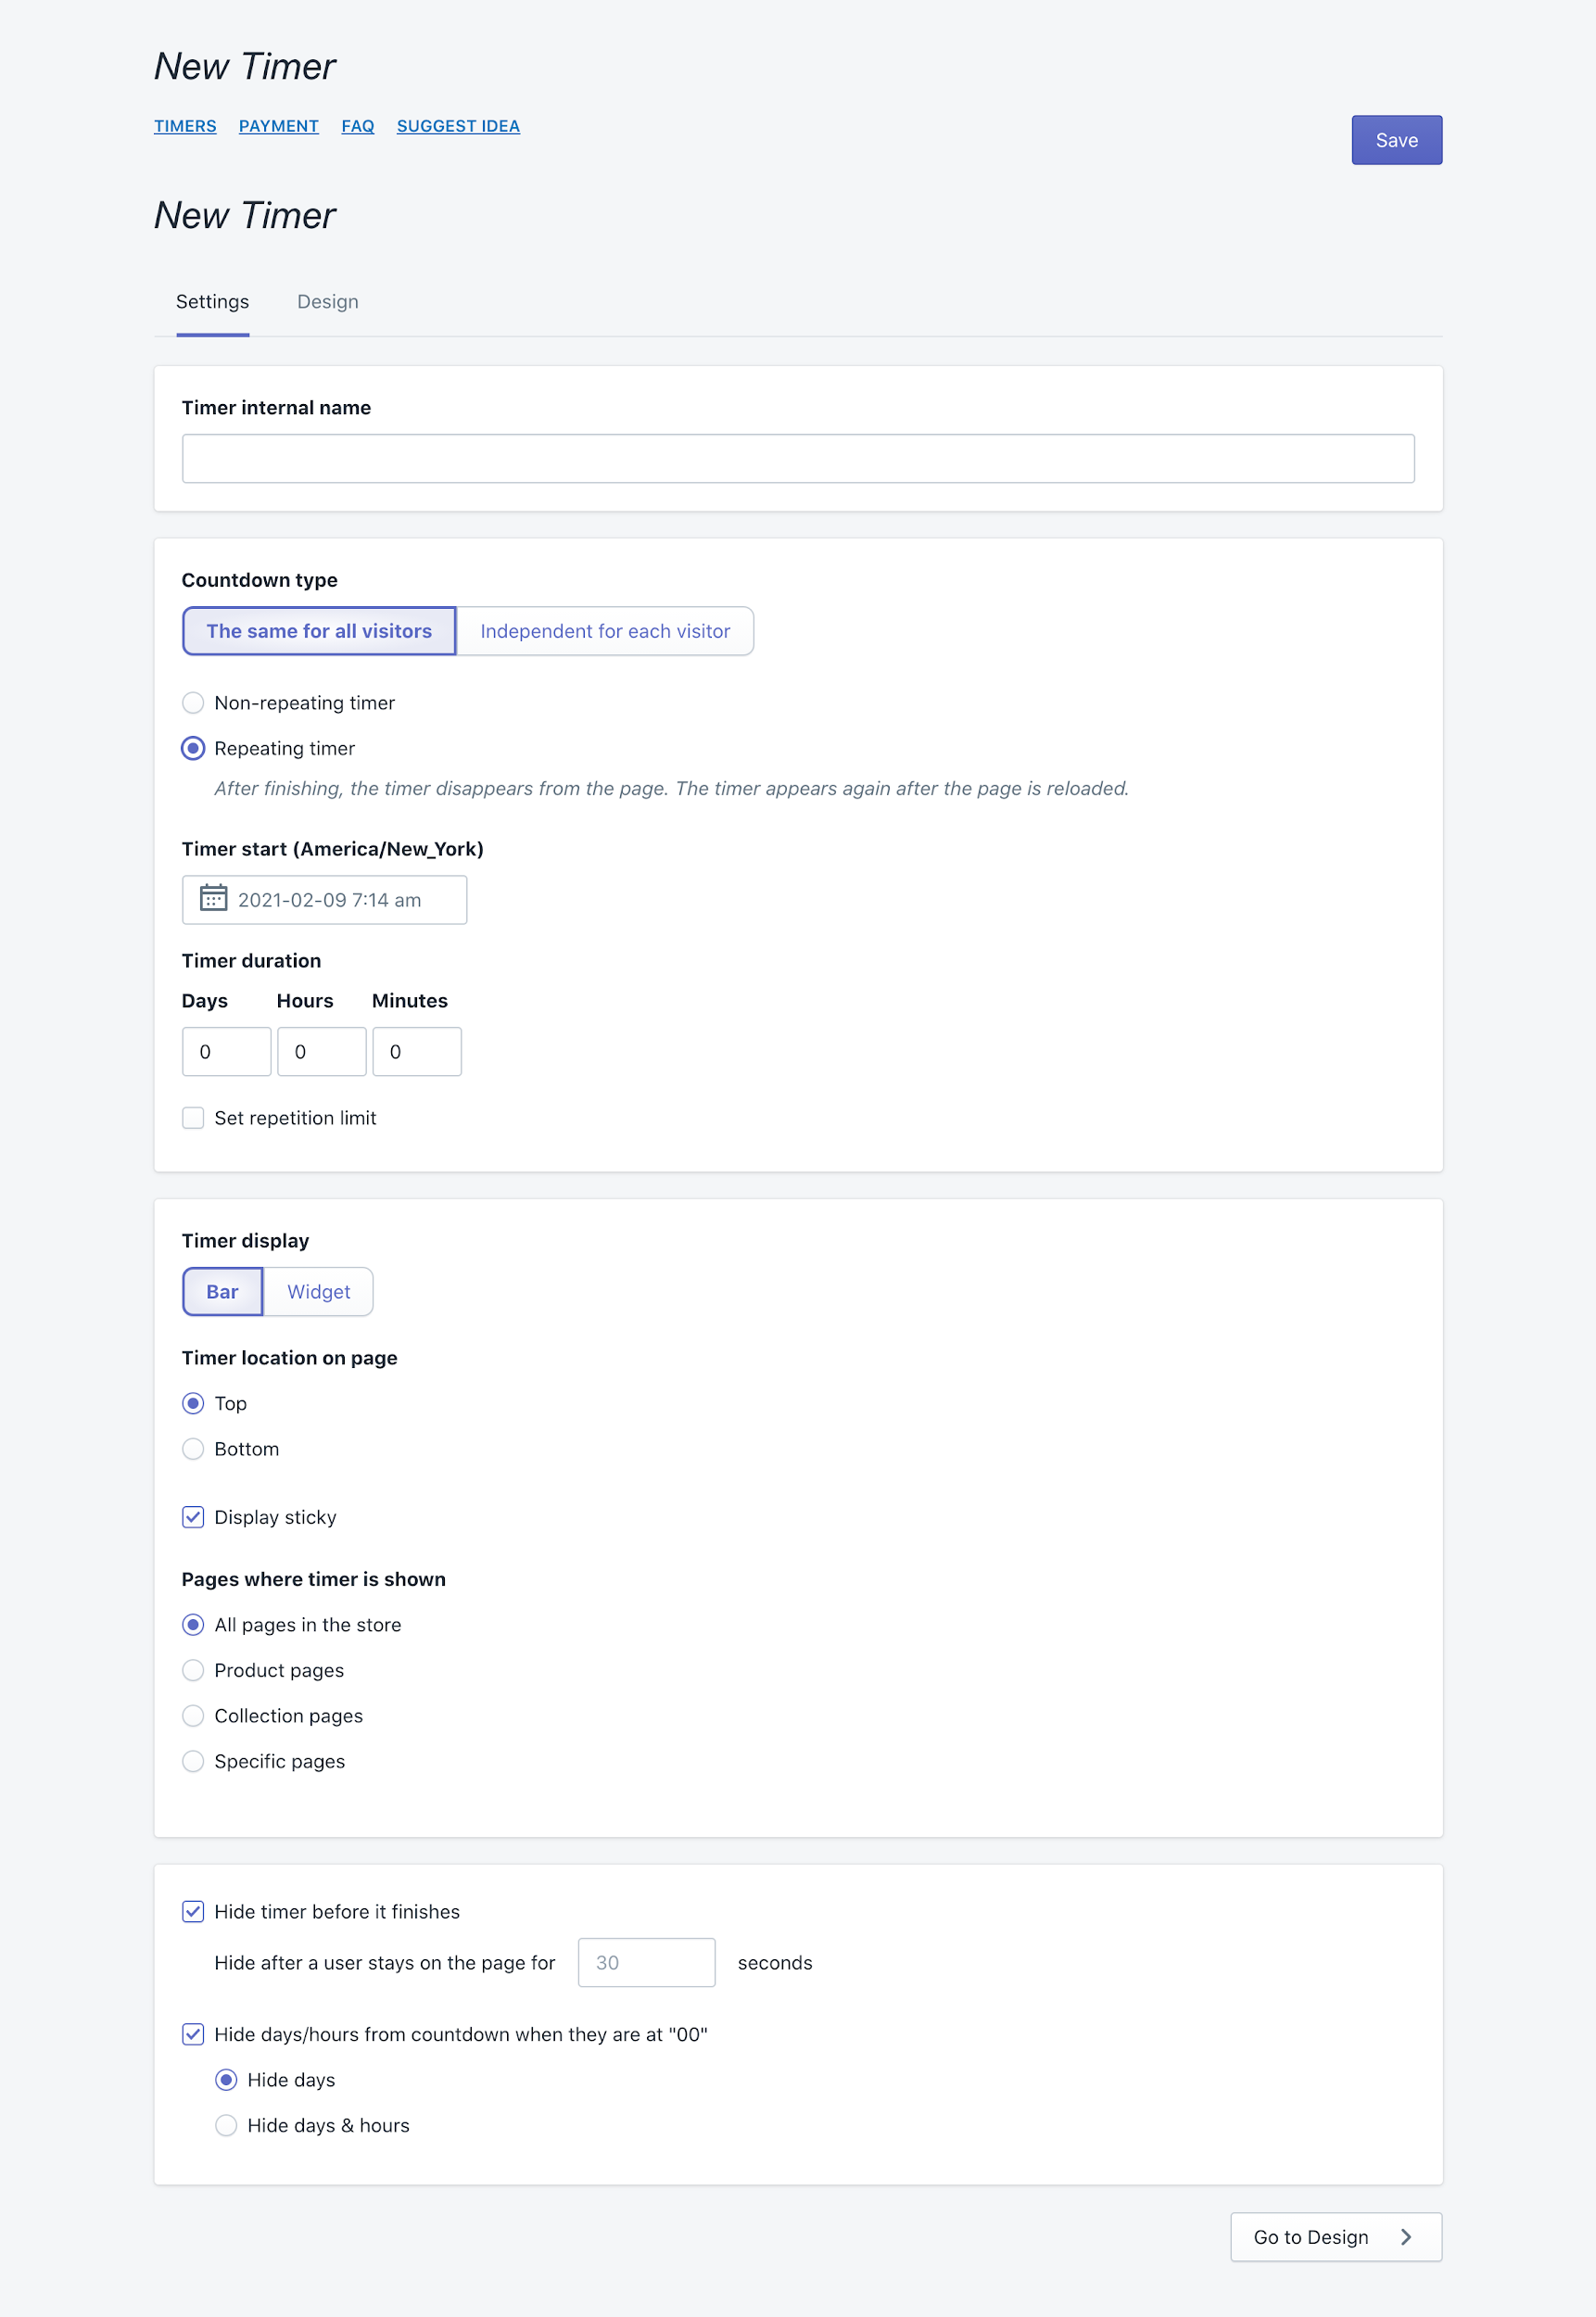 New Timer
TIMERS PAYMENT FAQ SUGGEST IDEA
Save
New Timer
Settings Design
Timer internal name
Countdown type
The same for all visitors Independent for each visitor
Non-repeating timer
Repeating timer
After finishing, the timer disappears from the page. The timer appears again after the page is reloaded.
Timer start (America/New_York)
2021-02-09 7:14 am
Timer duration
Days Hours Minutes
0 0 0
Set repetition limit
Timer display
Bar Widget
Timer location on page
Top
Bottom
Display sticky
Pages where timer is shown
All pages in the store
Product pages
Collection pages
Specific pages
Hide timer before it finishes
Hide after a user stays on the page for 30 seconds
Hide days/hours from countdown when they are at "00"
Hide days
Hide days & hours
Go to Design